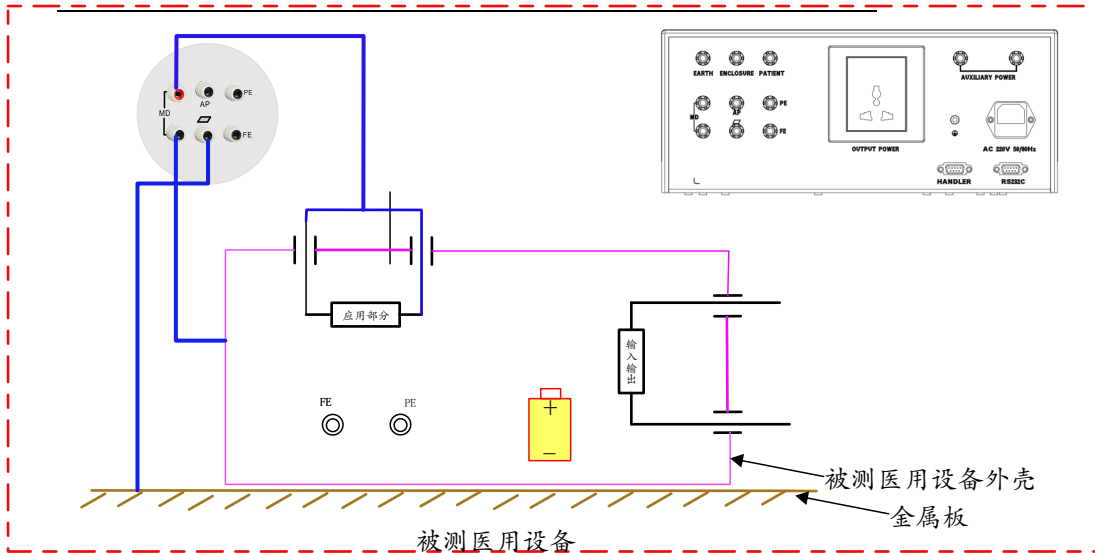 PE
AP
MD
FE
EARTH ENCLOSURE PATIENT
AUXILIARY POWER
PE
AP
MD
FE
OUTPUT POWER
AC 220V 50/60Hz
HANDLER
RS232C
应用部分
输入输出
FE
PE
+
—
被测医用设备外壳
金属板
被测医用设备